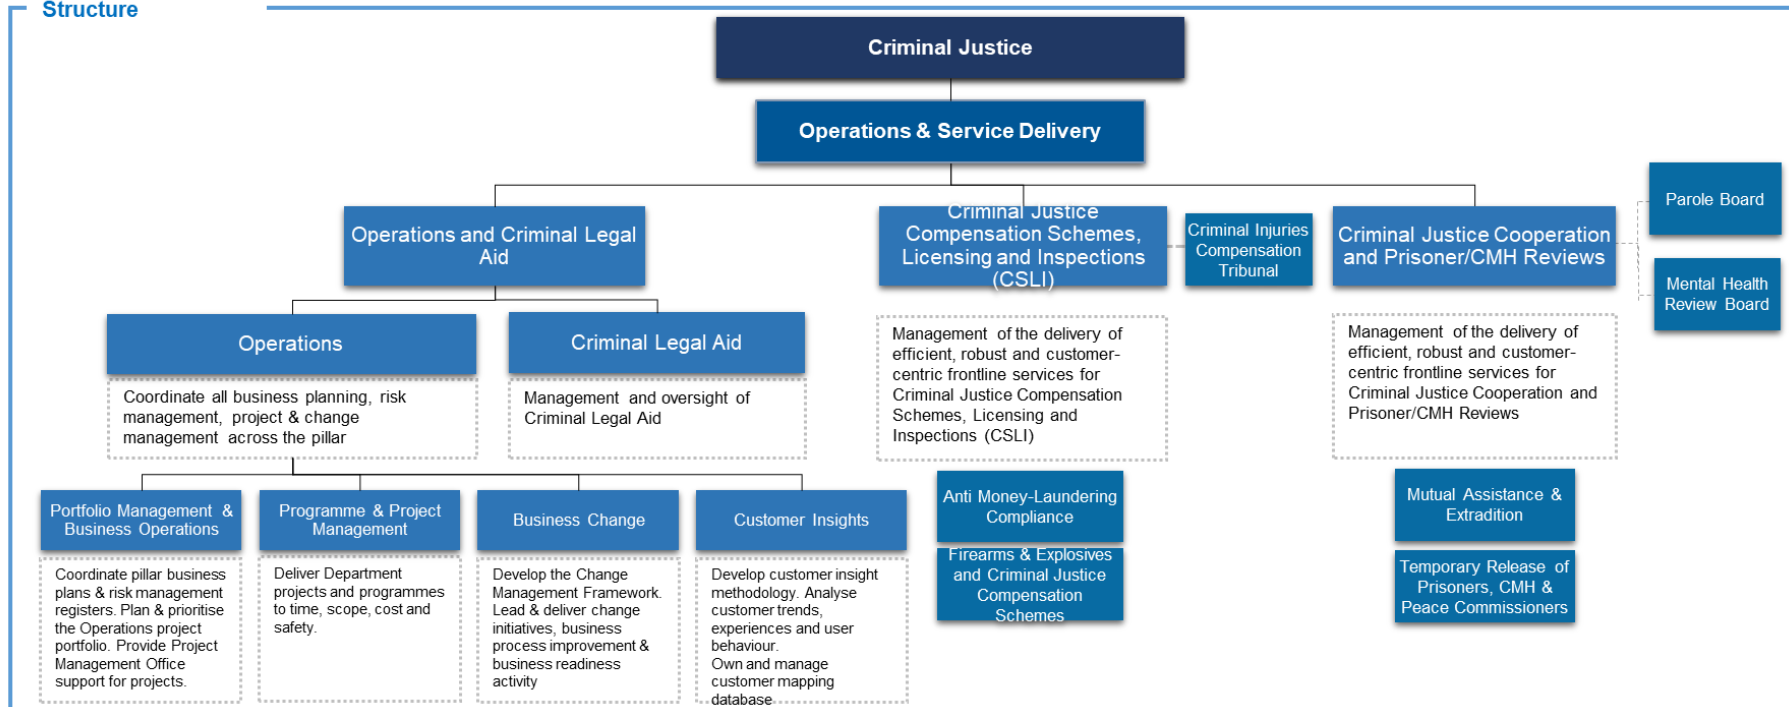 Structure
Criminal Justice
Operations & Service Delivery
Operations and Criminal Legal
Aid
Criminal Justice
Compensation Schemes,
Licensing and Inspections
(CSLI)
Criminal Injuries
Compensation
Tribunal
Criminal Justice Cooperation
and Prisoner/CMH Reviews
Parole Board
Mental Health
Review Board
Operations
Criminal Legal Aid
Coordinate all business planning, risk
management, project & change
management across the pillar
Management and oversight of
Criminal Legal Aid
Management of the delivery of
efficient, robust and customer-
centric frontline services for
Criminal Justice Compensation
Schemes, Licensing and
Inspections (CSLI)
Management of the delivery of
efficient, robust and customer-
centric frontline services for
Criminal Justice Cooperation and
Prisoner/CMH Reviews
Portfolio Management &
Business Operations
Programme & Project
Management
Business Change
Customer Insights
Anti Money-Laundering
Compliance
Mutual Assistance &
Extradition
Coordinate pillar business
plans & risk management
registers. Plan & prioritise
the Operations project
portfolio. Provide Project
Management Office
support for projects.
Deliver Department
projects and programmes
to time, scope, cost and
safety.
Develop the Change
Management Framework.
Lead & deliver change
initiatives, business
process improvement &
business readiness
activity
Develop customer insight
methodology. Analyse
customer trends,
experiences and user
behaviour.
Own and manage
customer mapping
database
Firearms & Explosives
and Criminal Justice
Compensation
Schemes
Temporary Release of
Prisoners, CMH &
Peace Commissioners